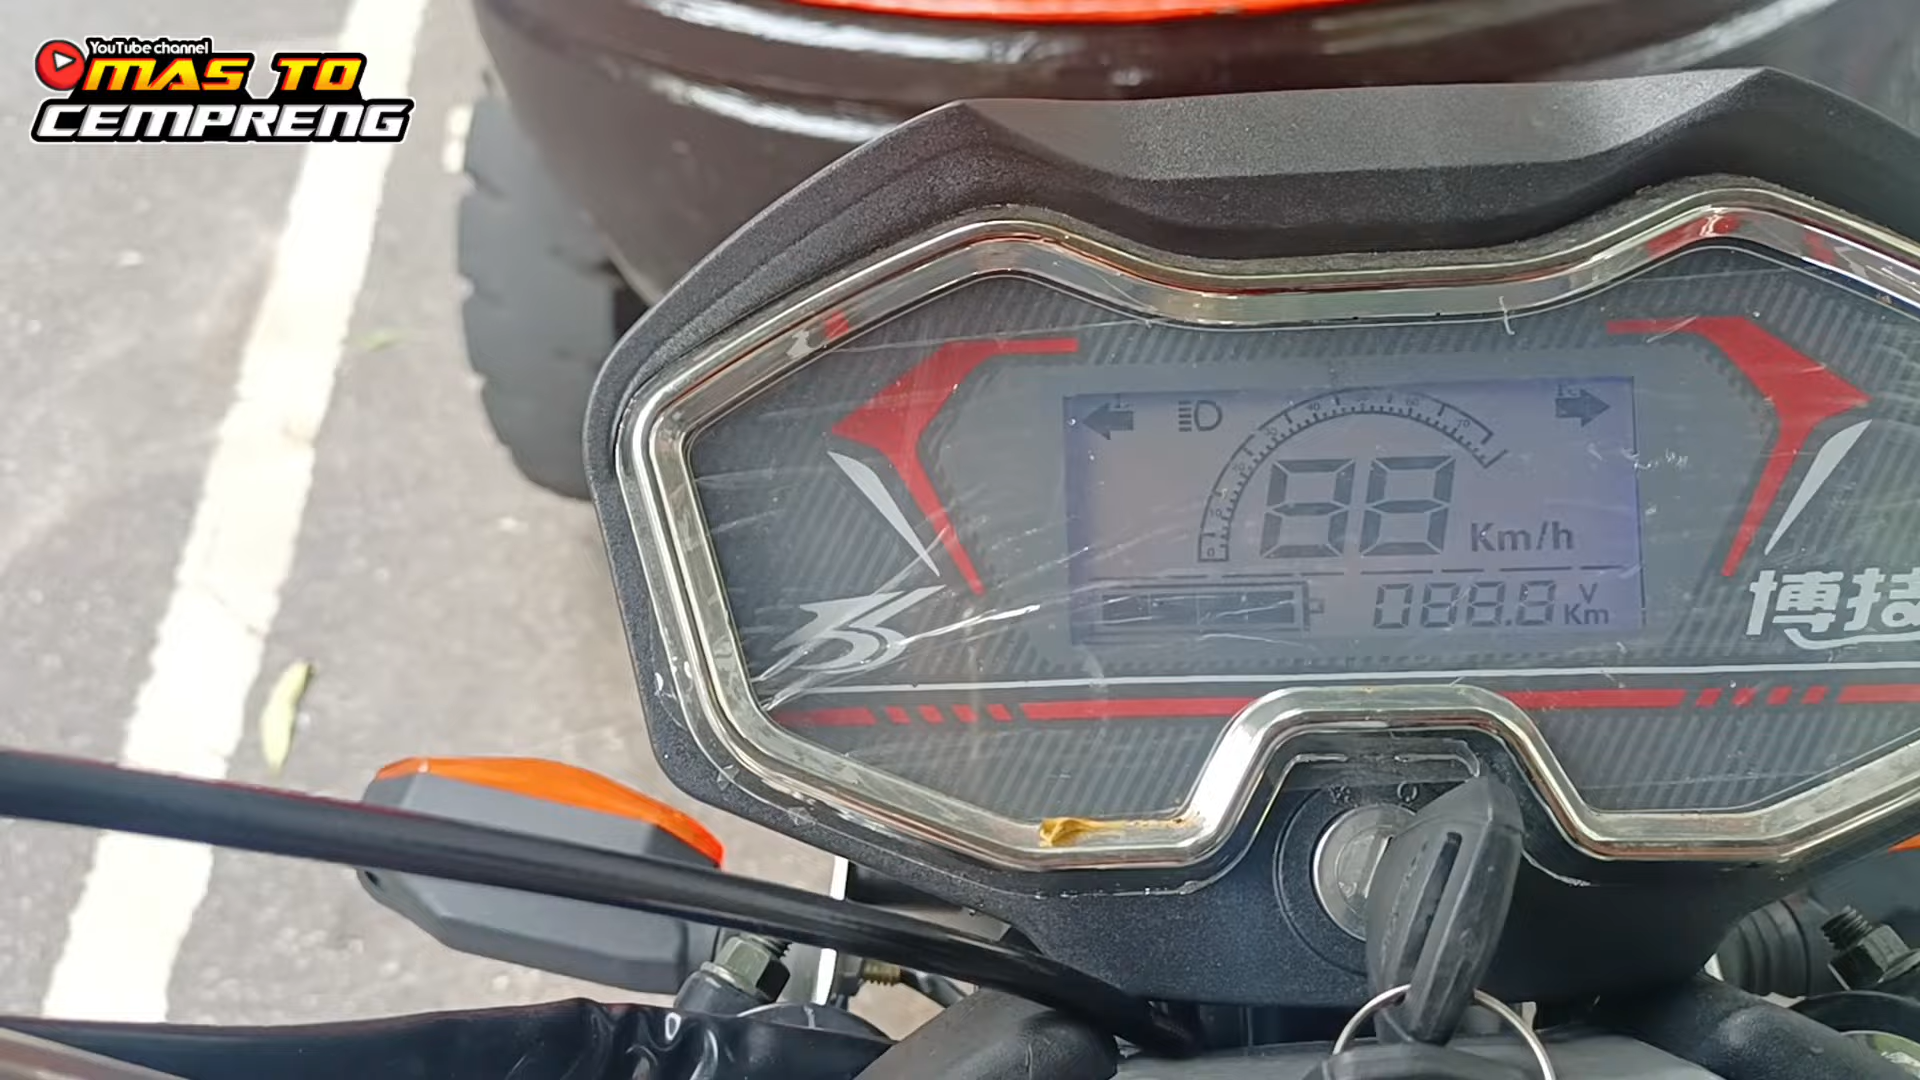 YouTube channel
MAS TO
CEMPRENG
88
Km/h
088.8
V
Km
博技